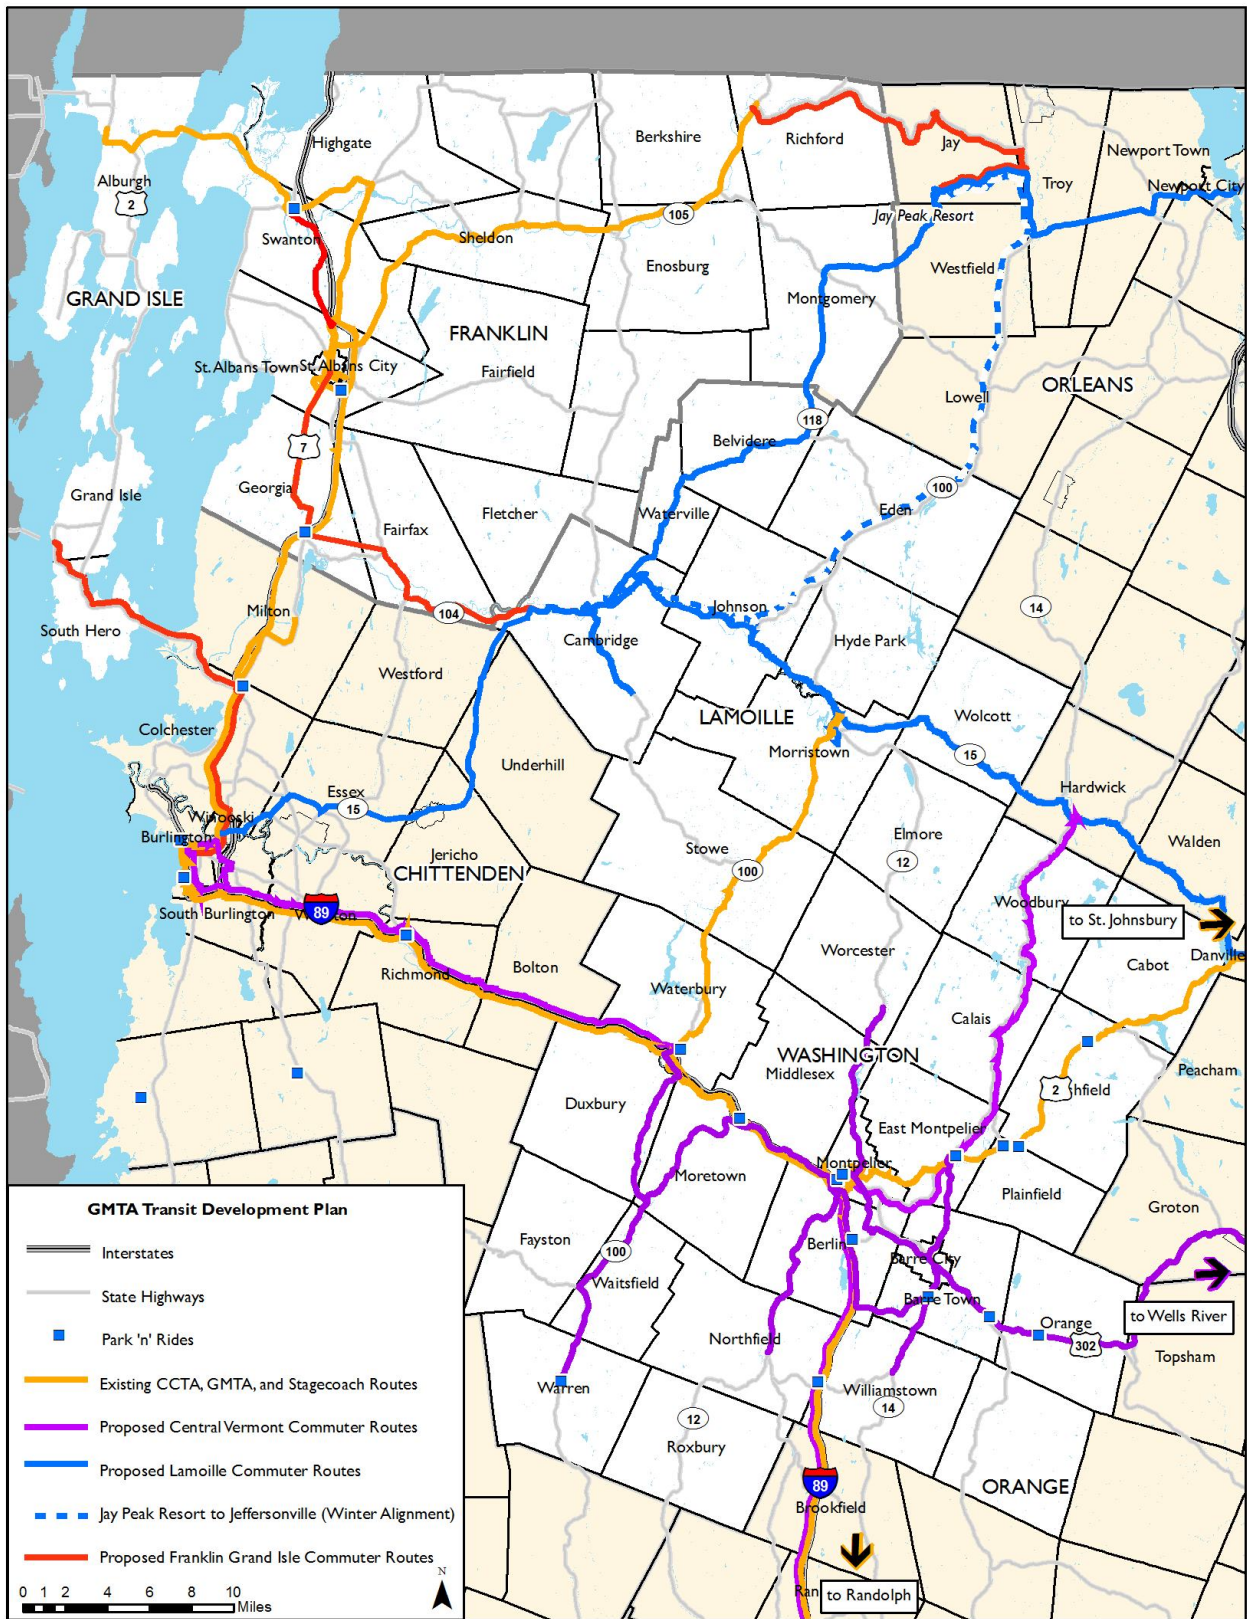 Highgate
Berkshire
Richford
Jay
Newport Town
Alburgh
2
Troy
Newport City
105
Jay Peak Resort
Swanton
Sheldon
Enosburg
Westfield
GRAND ISLE
Montgomery
FRANKLIN
St. Albans Town
St. Albans City
Fairfield
ORLEANS
Lowell
118
Belvidere
7
Georgia
Grand Isle
100
Eden
Fletcher
Waterville
Fairfax
14
Milton
104
Johnson
South Hero
Cambridge
Hyde Park
Westford
LAMOILLE
Wolcott
Colchester
Morristown
15
Underhill
Hardwick
Essex
15
Winooski
Burlington
Elmore
Walden
Jericho
Stowe
12
CHITTENDEN
100
Woodbury
89
South Burlington
to St. Johnsbury
Worcester
Danville
Richmond
Bolton
Cabot
Waterbury
Calais
WASHINGTON
Middlesex
Peacham
2
Duxbury
East Montpelier
Montpelier
Moretown
Plainfield
Groton
Fayston
Berlin
100
Barre City
Waitsfield
Barre Town
to Wells River
Orange
302
Northfield
Topsham
Warren
Williamstown
14
12
Roxbury
89
ORANGE
Brookfield
to Randolph
GMTA Transit Development Plan
Interstates
State Highways
Park 'n' Rides
Existing CCTA, GMTA, and Stagecoach Routes
Proposed Central Vermont Commuter Routes
Proposed Lamoille Commuter Routes
Jay Peak Resort to Jeffersonville (Winter Alignment)
Proposed Franklin Grand Isle Commuter Routes
N
0 1 2 4 6 8 10
Miles